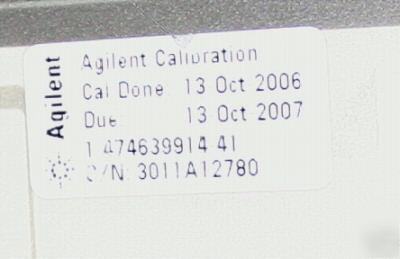 Agilent
Agilent Calibration
Cal Done: 13 Oct 2006
Due: 13 Oct 2007
1 474639914 41
S/N: 3011A12780